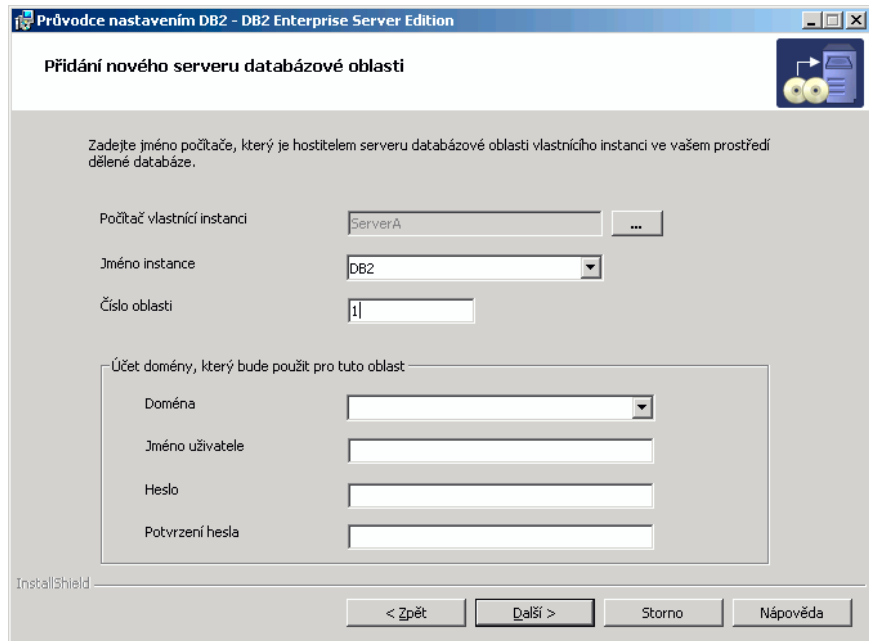 Průvodce nastavením DB2 - DB2 Enterprise Server Edition
Přidání nového serveru databázové oblasti
Zadejte jméno počítače, který je hostitelem serveru databázové oblasti vlastnícího instanci ve vašem prostředí
dělené databáze.
Počítač vlastnící instanci
ServerA
...
Jméno instance
DB2
Číslo oblasti
1
Účet domény, který bude použit pro tuto oblast
Doména
Jméno uživatele
Heslo
Potvrzení hesla
InstallShield
< Zpět
Další >
Storno
Nápověda